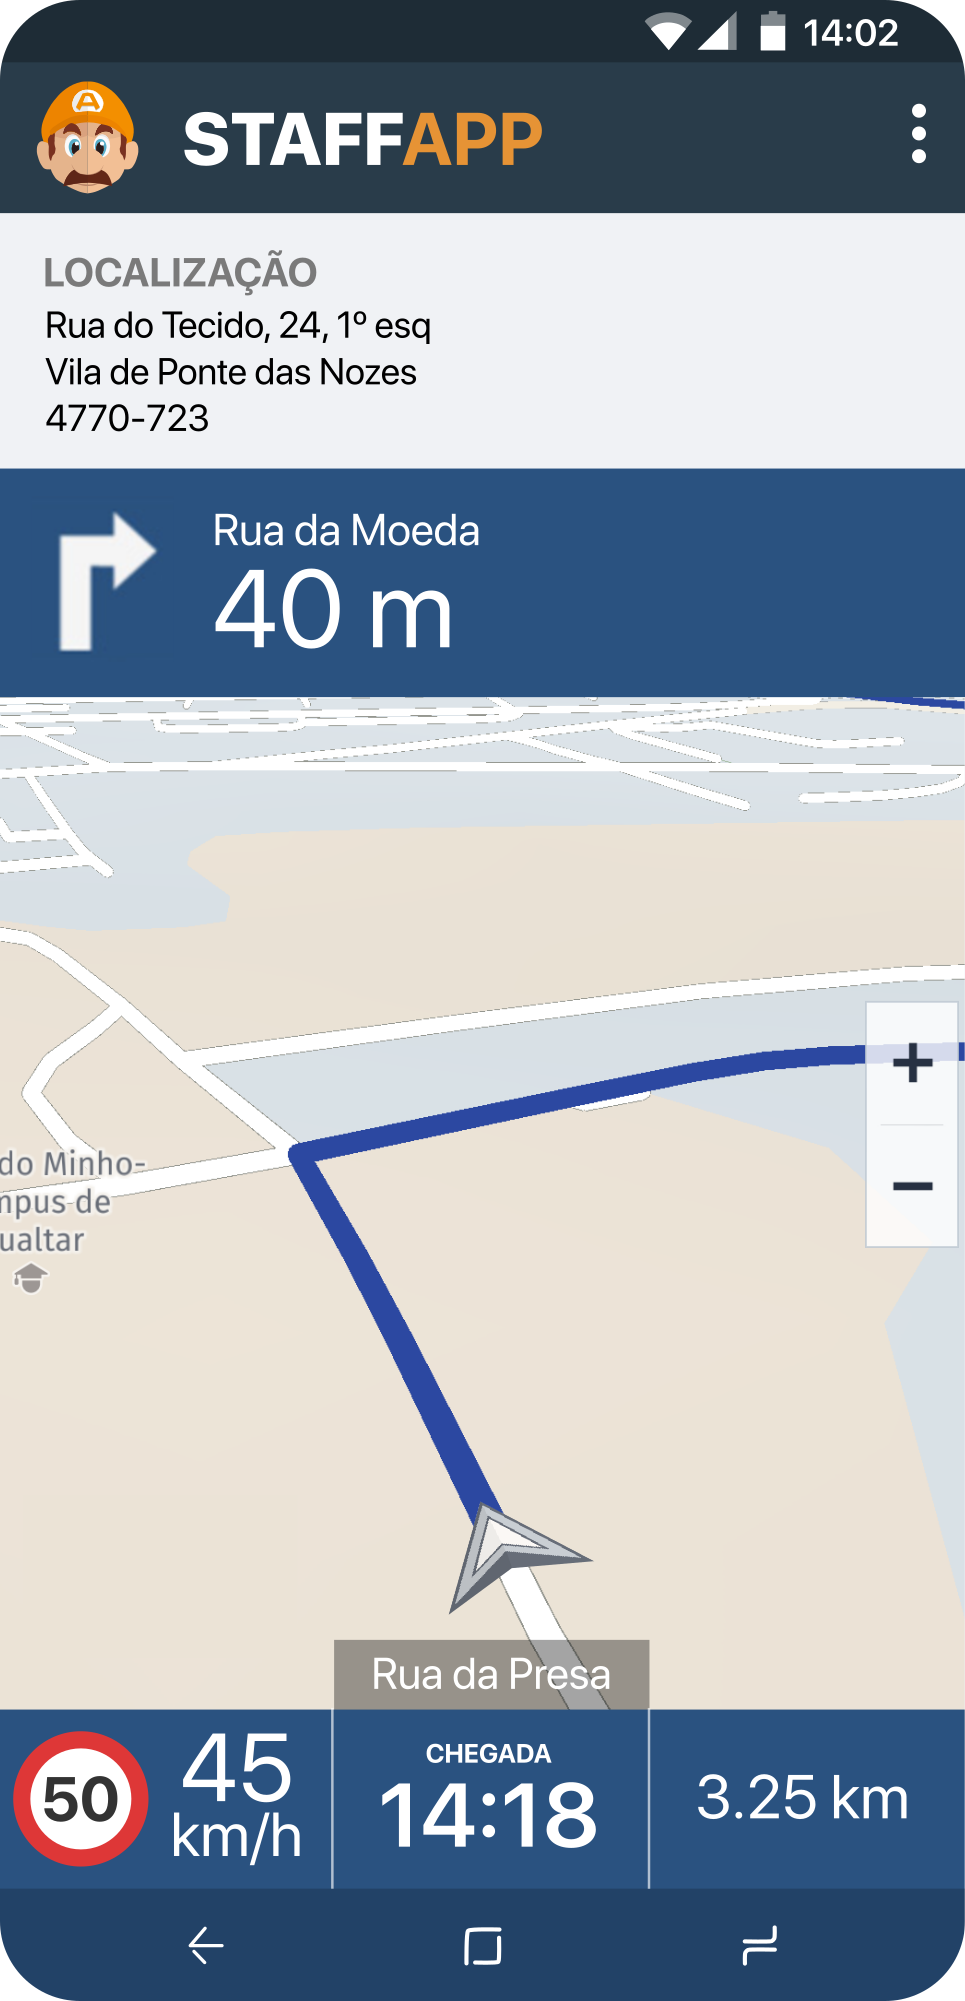 14:02
A
STAFFAPP
LOCALIZAÇÃO
Rua do Tecido, 24, 1º esq
Vila de Ponte das Nozes
4770-723
Rua da Moeda
40 m
+
−
do Minho-
mpus de
ualtar
Rua da Presa
50
45
km/h
CHEGADA
14:18
3.25 km